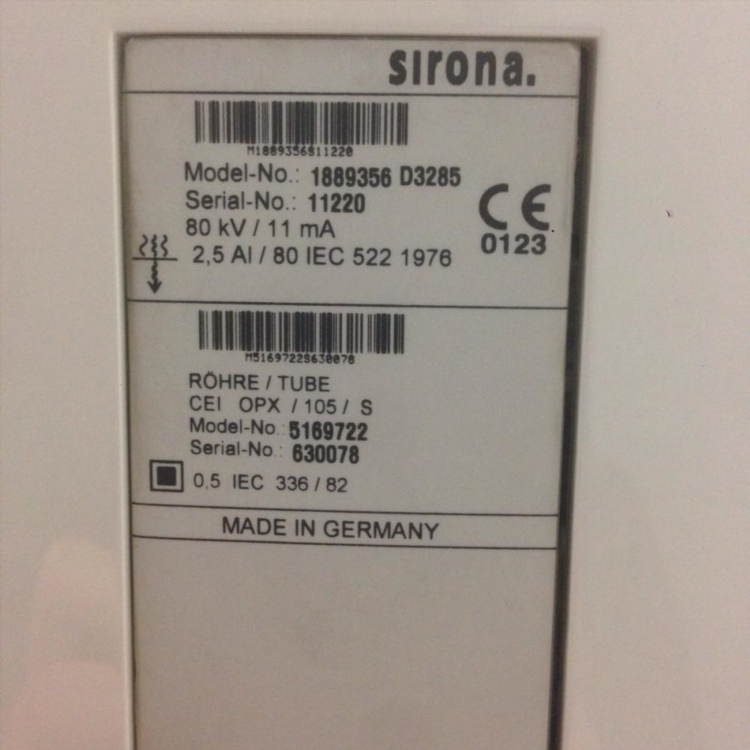 sirona.
M1889356S11220
Model-No.: 1889356 D3285
Serial-No.: 11220
80 kV / 11 mA
2,5 Al / 80 IEC 522 1976
CE
0123
M5169722S630078
RÖHRE / TUBE
CEI OPX / 105 / S
Model-No.: 5169722
Serial-No.: 630078
0,5 IEC 336 / 82
MADE IN GERMANY